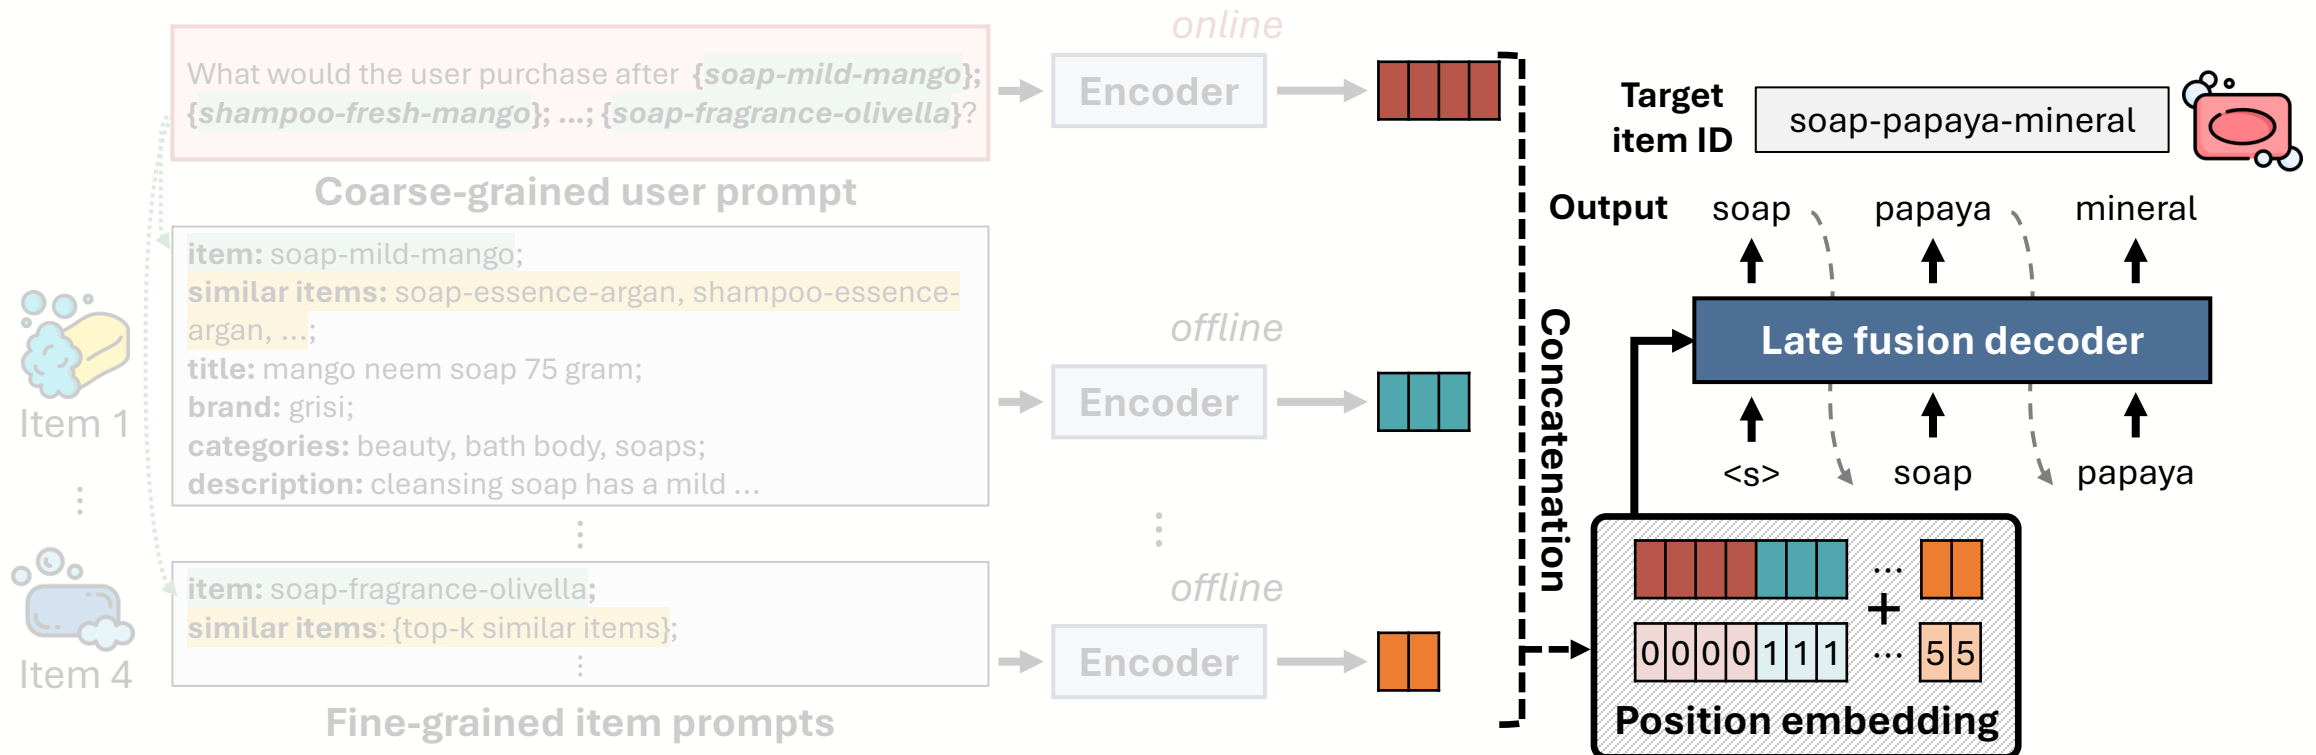 online
What would the user purchase after {soap-mild-mango};
{shampoo-fresh-mango}; ...; {soap-fragrance-olivella}?
Encoder
Coarse-grained user prompt
item: soap-mild-mango;
similar items: soap-essence-argan, shampoo-essence-
argan, ...;
title: mango neem soap 75 gram;
brand: grisi;
categories: beauty, bath body, soaps;
description: cleansing soap has a mild ...
Item 1
⋮
offline
Encoder
⋮
⋮
item: soap-fragrance-olivella;
similar items: {top-k similar items};
⋮
Item 4
offline
Encoder
Fine-grained item prompts
Concatenation
Target
item ID
soap-papaya-mineral
Output
soap papaya mineral
Late fusion decoder
<s> soap papaya
... +
0 0 0 0 1 1 1 ... 5 5
Position embedding